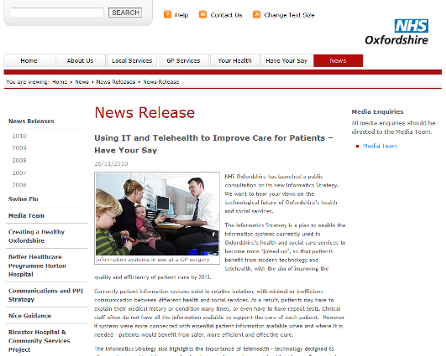 SEARCH
Help
Contact Us
Change Text Size
NHS
Oxfordshire
Home
About Us
Local Services
GP Services
Your Health
Have Your Say
News
You are viewing: Home > News > News Releases > News Release
News Releases
2010
2009
2008
2007
2006
Swine Flu
Media Team
Creating a Healthy
Oxfordshire
Better Healthcare
Programme Horton
Hospital
Communications and PPI
Strategy
Nice Guidance
Bicester Hospital &
Community Services
Project
News Release
Using IT and Telehealth to Improve Care for Patients –
Have Your Say
26/11/2010
NHS Oxfordshire has launched a public
consultation on its new Informatics Strategy.
We want to hear your views on the
technological future of Oxfordshire's health
and social services.
The Informatics Strategy is a plan to enable the
information systems currently used in
Oxfordshire's health and social care services to
become more "joined-up", so that patients
benefit from modern technology and
telehealth, with the aim of improving the
Information systems in use at a GP surgery
quality and efficiency of patient care by 2013.
Currently patient information systems exist in relative isolation, with minimal or inefficient
communication between different health and social services. As a result, patients may have to
explain their medical history or condition many times, or even have to have repeat tests. Clinical
staff often do not have all the information available to support the care of each patient. However
if systems were more connected with essential patient information available when and where it is
needed - patients would benefit from safer, more efficient and effective care.
The Informatics Strategy also highlights the importance of telehealth - technology designed to
Media Enquiries
All media enquiries should be
directed to the Media Team.
Media Team